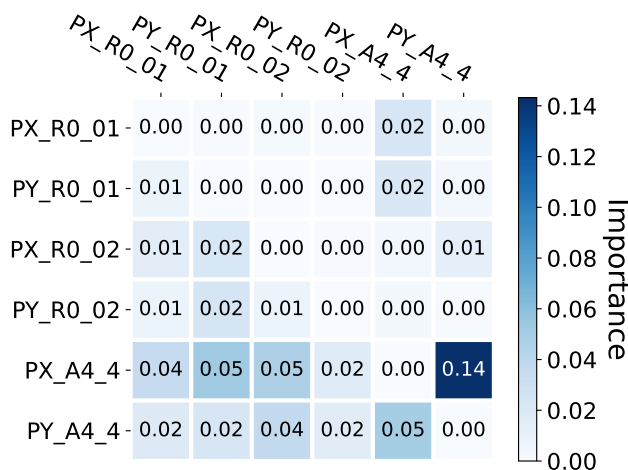 PX_R0_01 PY_R0_01 PX_R0_02 PY_R0_02 PX_A4_4 PY_A4_4
PX_R0_01 0.00 0.00 0.00 0.00 0.02 0.00
PY_R0_01 0.01 0.00 0.00 0.00 0.02 0.00
PX_R0_02 0.01 0.02 0.00 0.00 0.00 0.01
PY_R0_02 0.01 0.02 0.01 0.00 0.00 0.00
PX_A4_4 0.04 0.05 0.05 0.02 0.00 0.14
PY_A4_4 0.02 0.02 0.04 0.02 0.05 0.00
0.14
0.12
0.10
0.08
0.06
0.04
0.02
0.00
Importance